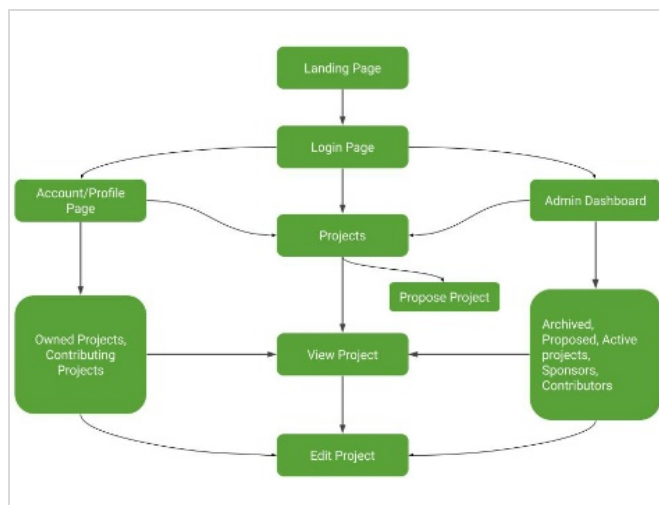 Landing Page
Login Page
Account/Profile
Page
Admin Dashboard
Projects
Propose Project
Owned Projects,
Contributing
Projects
View Project
Archived,
Proposed, Active
projects,
Sponsors,
Contributors
Edit Project